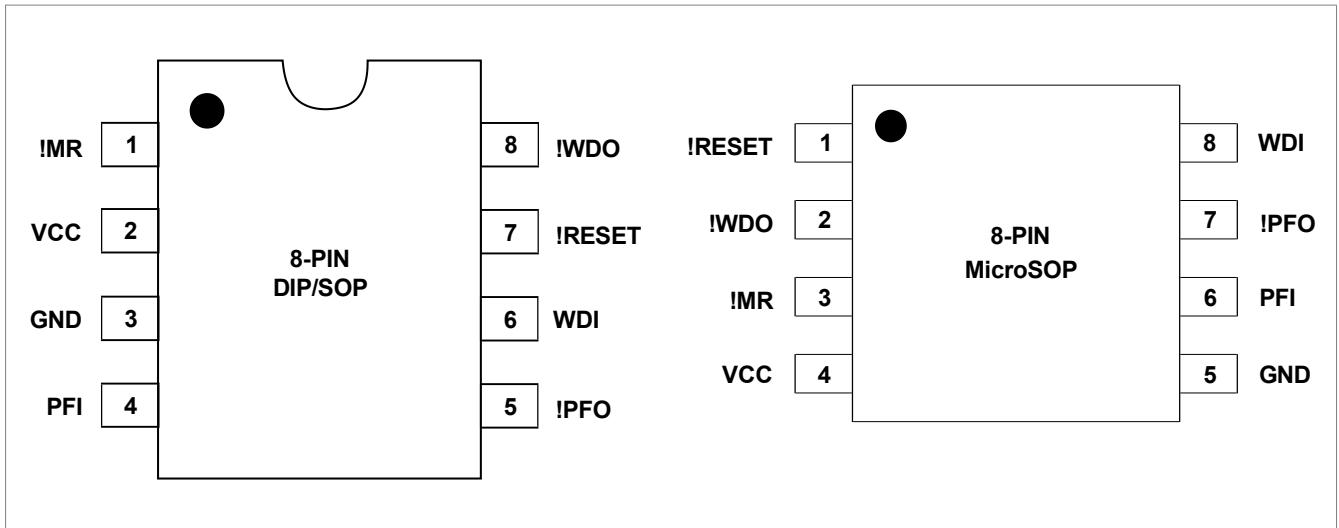 !MR 1 8 !WDO
VCC 2 7 !RESET
8-PIN
DIP/SOP
GND 3 6 WDI
PFI 4 5 !PFO
!RESET 1 8 WDI
!WDO 2 7 !PFO
8-PIN
MicroSOP
!MR 3 6 PFI
VCC 4 5 GND